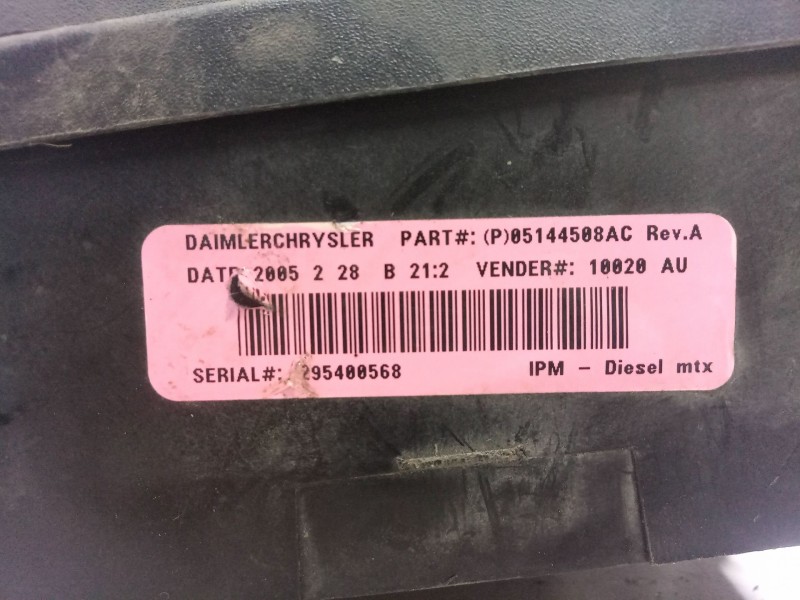 DAIMLERCHRYSLER PART#: (P)05144508AC Rev.A
2005 2 28 B 21:2 VENDER#: 10020 AU
SERIAL#: 295400568
IPM - Diesel mtx